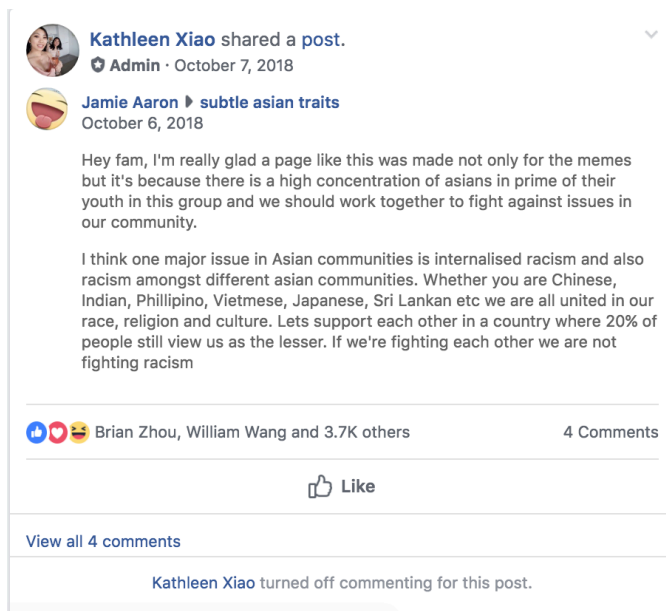 Kathleen Xiao shared a post.
Admin · October 7, 2018
Jamie Aaron ▶ subtle asian traits
October 6, 2018
Hey fam, I'm really glad a page like this was made not only for the memes
but it's because there is a high concentration of asians in prime of their
youth in this group and we should work together to fight against issues in
our community.
I think one major issue in Asian communities is internalised racism and also
racism amongst different asian communities. Whether you are Chinese,
Indian, Phillipino, Vietmese, Japanese, Sri Lankan etc we are all united in our
race, religion and culture. Lets support each other in a country where 20% of
people still view us as the lesser. If we're fighting each other we are not
fighting racism
Brian Zhou, William Wang and 3.7K others 4 Comments
Like
View all 4 comments
Kathleen Xiao turned off commenting for this post.